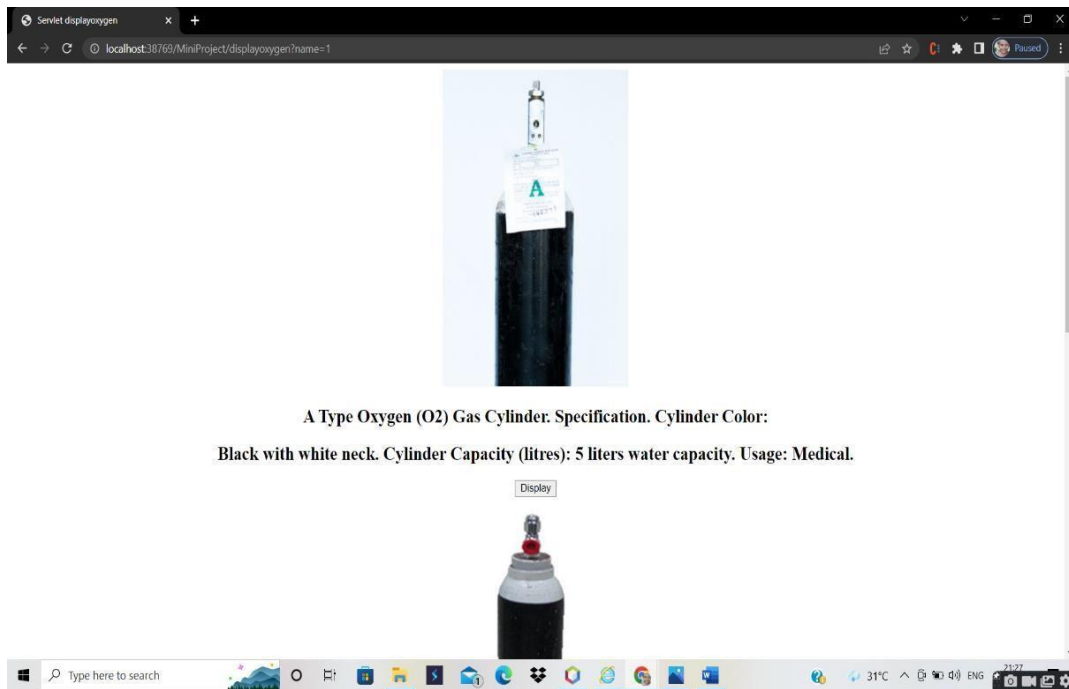 Servlet displayoxygen
localhost:38769/MiniProject/displayoxygen?name=1
Paused
A
A Type Oxygen (O2) Gas Cylinder. Specification. Cylinder Color:
Black with white neck. Cylinder Capacity (litres): 5 liters water capacity. Usage: Medical.
Display
Type here to search
31°C
ENG
21:27